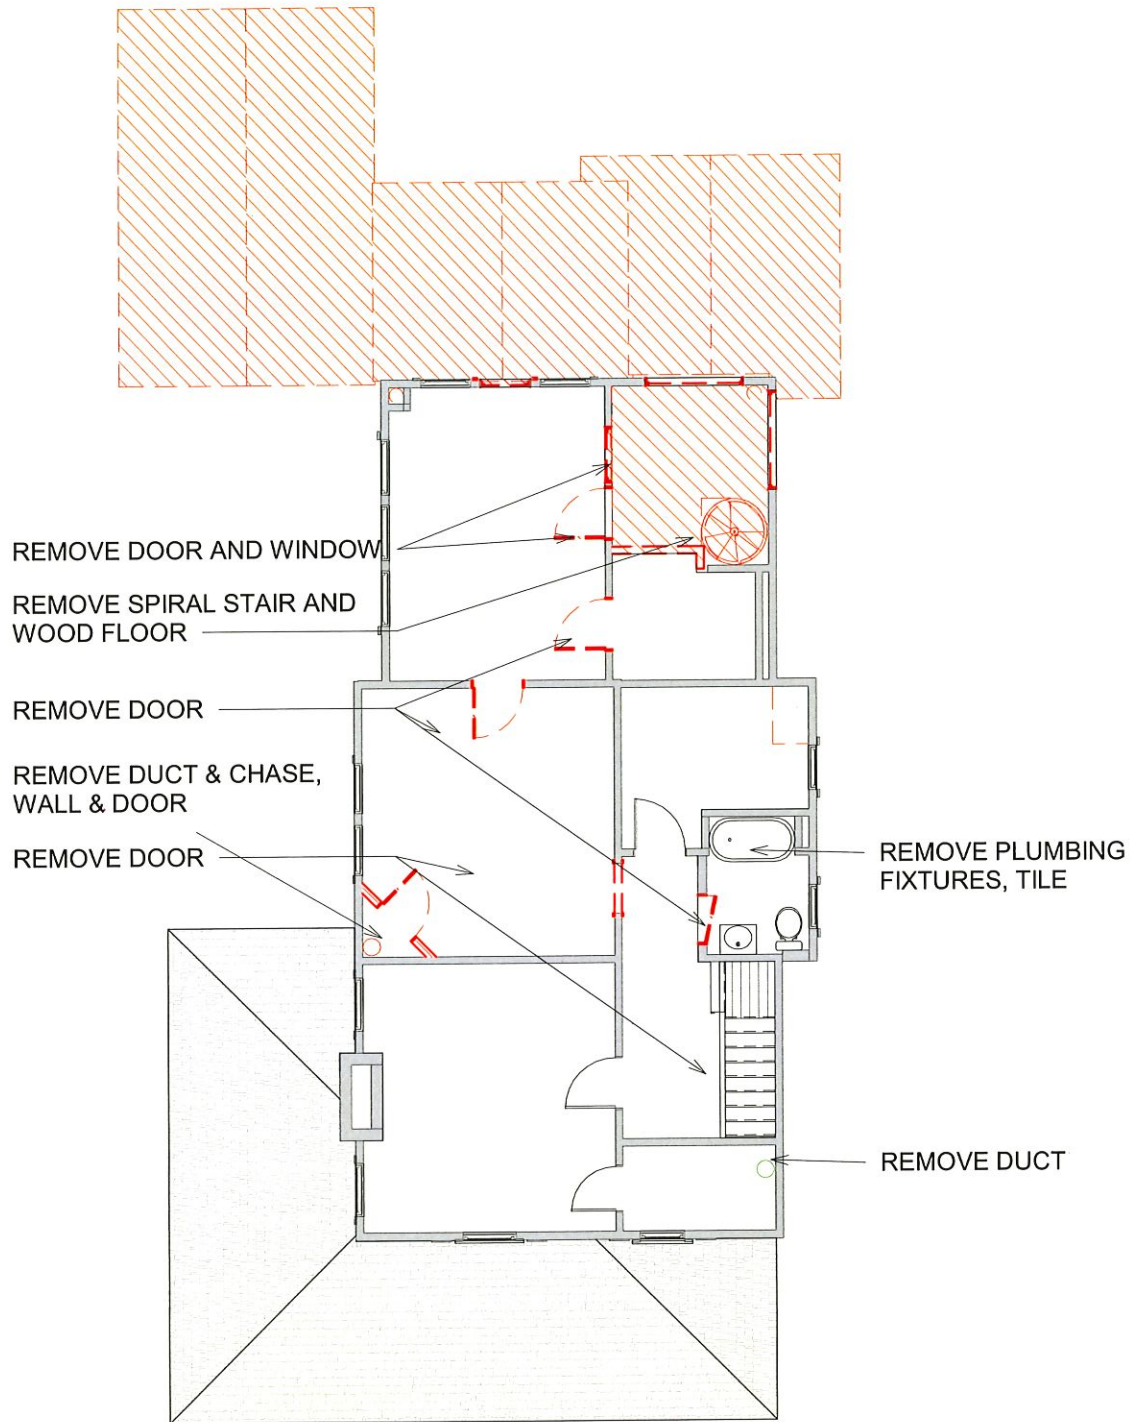 REMOVE DOOR AND WINDOW
REMOVE SPIRAL STAIR AND
WOOD FLOOR
REMOVE DOOR
REMOVE DUCT & CHASE,
WALL & DOOR
REMOVE DOOR
REMOVE PLUMBING
FIXTURES, TILE
REMOVE DUCT